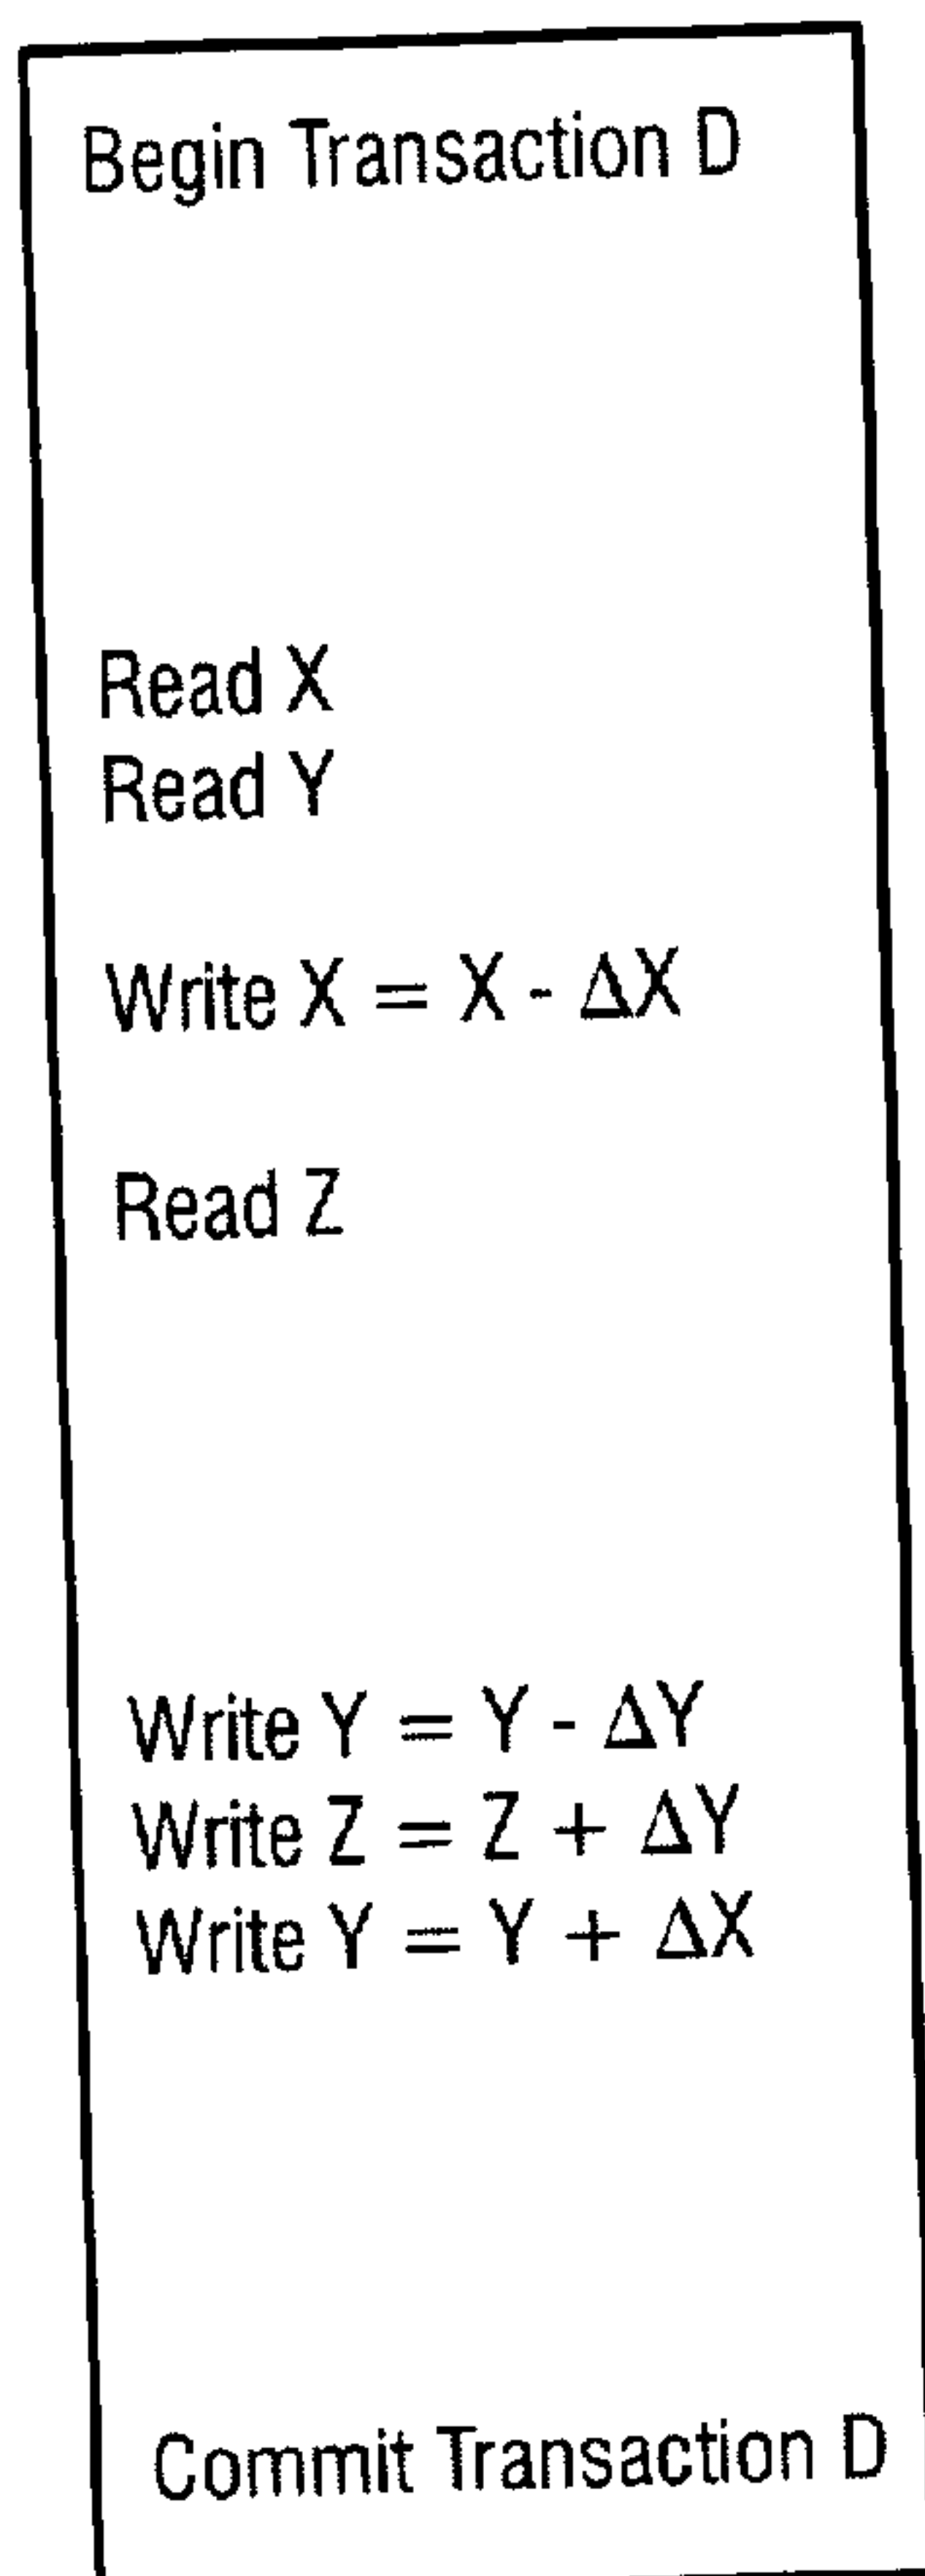 Begin Transaction D
Read X
Read Y
Write X = X - ΔX
Read Z
Write Y = Y - ΔY
Write Z = Z + ΔY
Write Y = Y + ΔX
Commit Transaction D